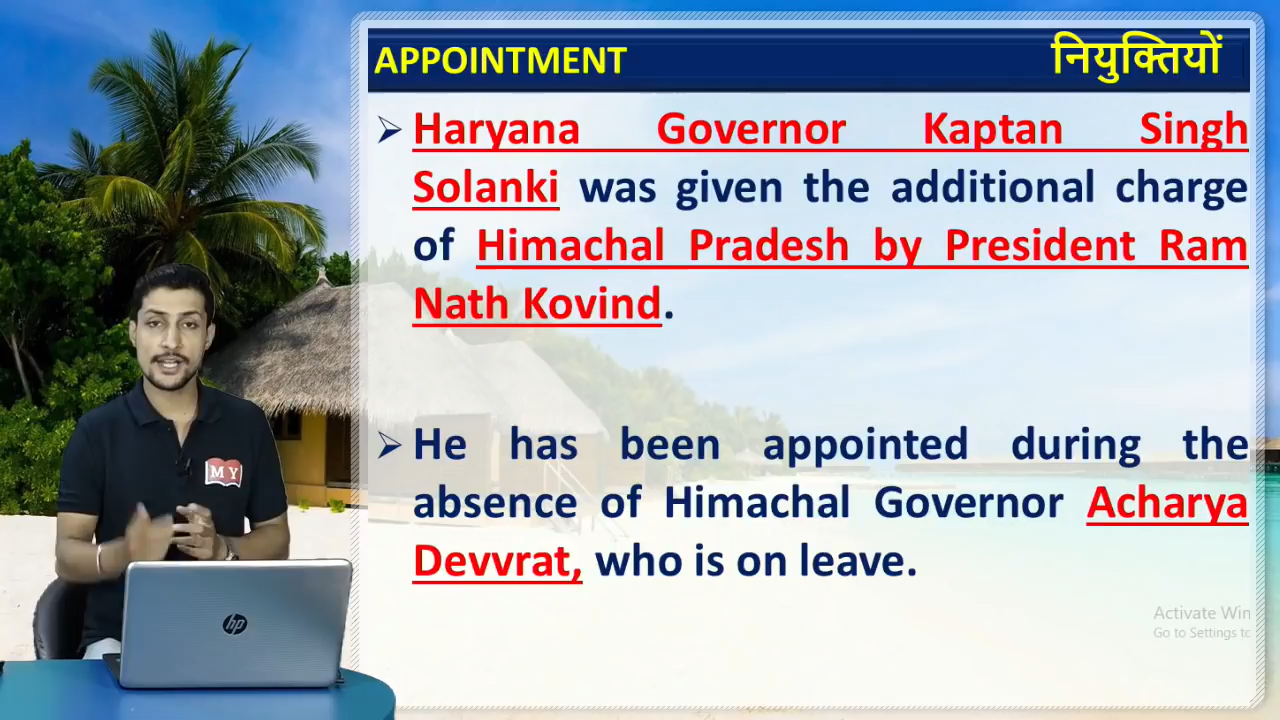 APPOINTMENT नियुक्तियों
➢ Haryana Governor Kaptan Singh
Solanki was given the additional charge
of Himachal Pradesh by President Ram
Nath Kovind.
➢ He has been appointed during the
absence of Himachal Governor Acharya
Devvrat, who is on leave.
M Y
hp
Activate Win
Go to Settings to